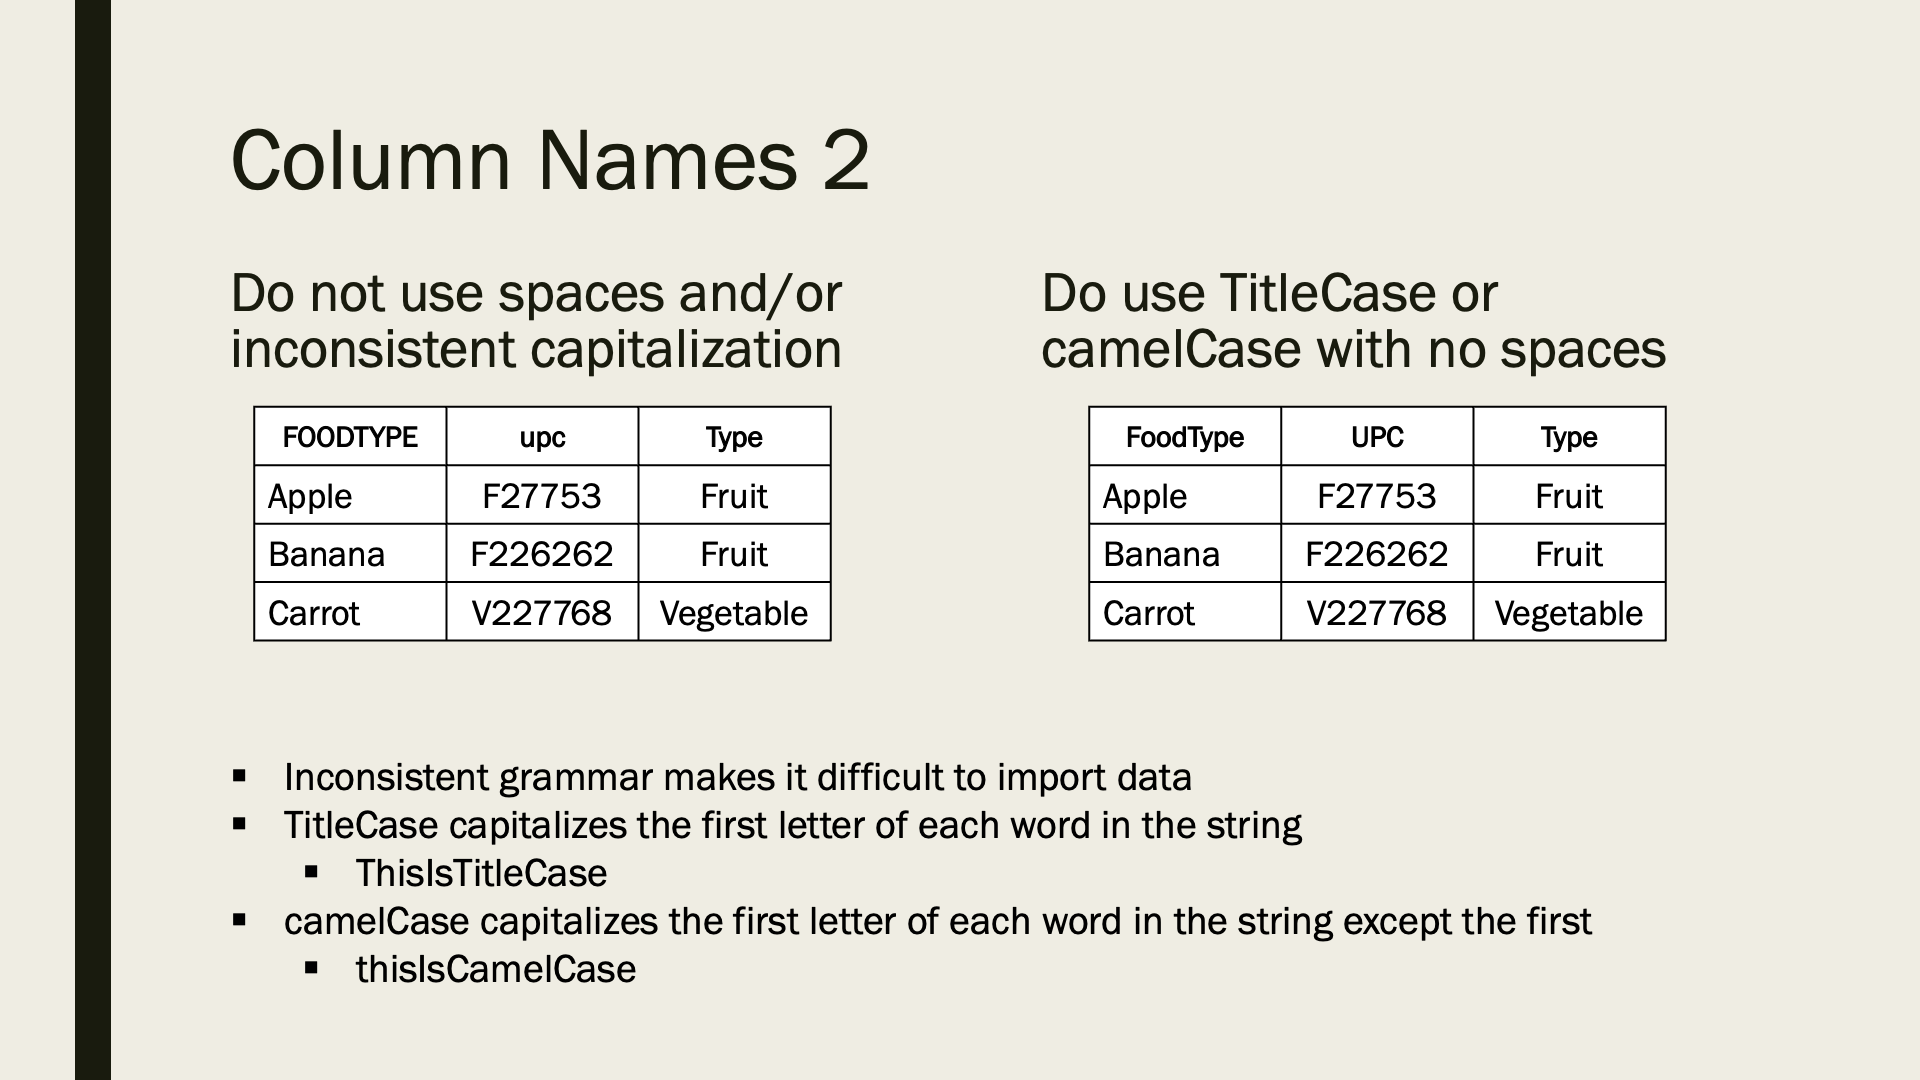 Column Names 2
Do not use spaces and/or
inconsistent capitalization
FOODTYPE upc Type
Apple F27753 Fruit
Banana F226262 Fruit
Carrot V227768 Vegetable
Do use TitleCase or
camelCase with no spaces
FoodType UPC Type
Apple F27753 Fruit
Banana F226262 Fruit
Carrot V227768 Vegetable
▪ Inconsistent grammar makes it difficult to import data
▪ TitleCase capitalizes the first letter of each word in the string
▪ ThisIsTitleCase
▪ camelCase capitalizes the first letter of each word in the string except the first
▪ thisIsCamelCase